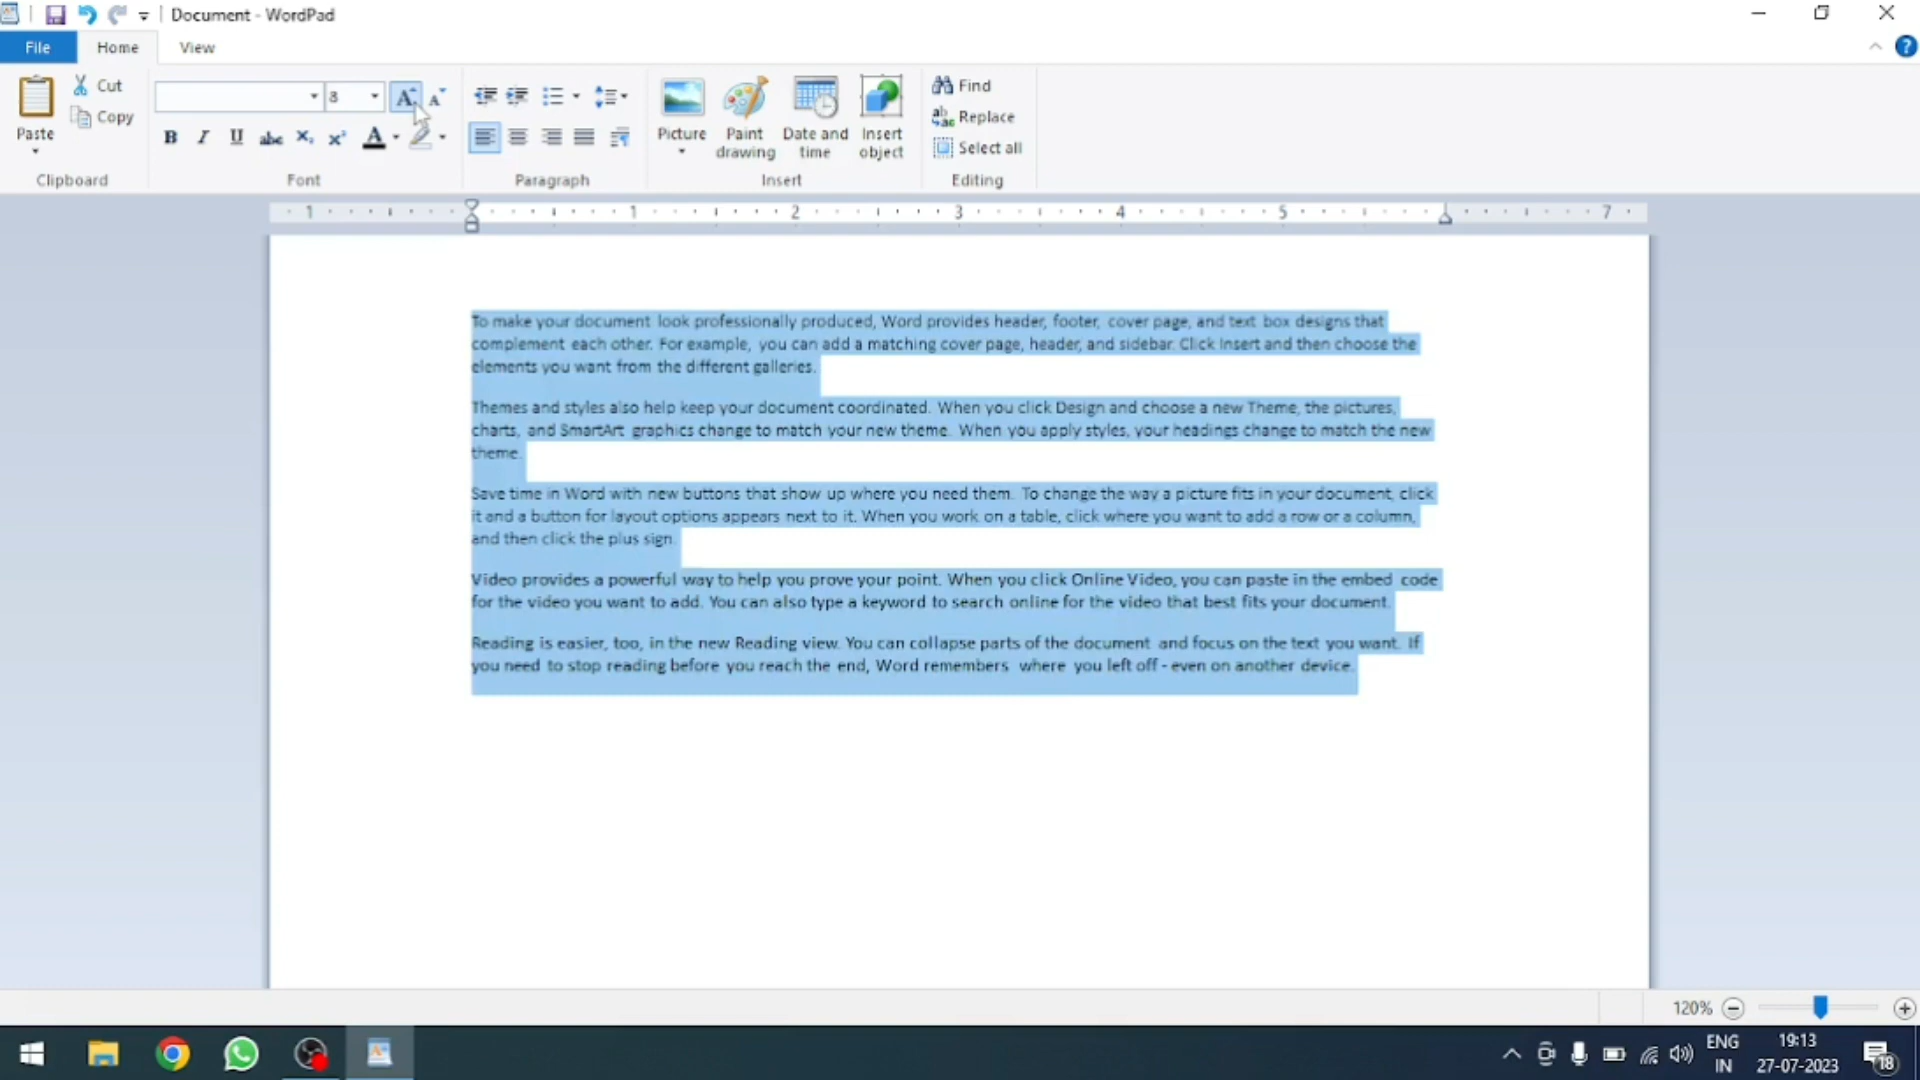 Document - WordPad
File
Home
View
Paste
Cut
Copy
Clipboard
8
Font
Paragraph
Picture
Paint drawing
Date and time
Insert object
Insert
Find
Replace
Select all
Editing
1 1 2 3 4 5 7
To make your document look professionally produced, Word provides header, footer, cover page, and text box designs that
complement each other. For example, you can add a matching cover page, header, and sidebar. Click Insert and then choose the
elements you want from the different galleries.
Themes and styles also help keep your document coordinated. When you click Design and choose a new Theme, the pictures,
charts, and SmartArt graphics change to match your new theme. When you apply styles, your headings change to match the new
theme.
Save time in Word with new buttons that show up where you need them. To change the way a picture fits in your document, click
it and a button for layout options appears next to it. When you work on a table, click where you want to add a row or a column,
and then click the plus sign.
Video provides a powerful way to help you prove your point. When you click Online Video, you can paste in the embed code
for the video you want to add. You can also type a keyword to search online for the video that best fits your document.
Reading is easier, too, in the new Reading view. You can collapse parts of the document and focus on the text you want. If
you need to stop reading before you reach the end, Word remembers where you left off - even on another device.
120%
ENG
IN
19:13
27-07-2023
18